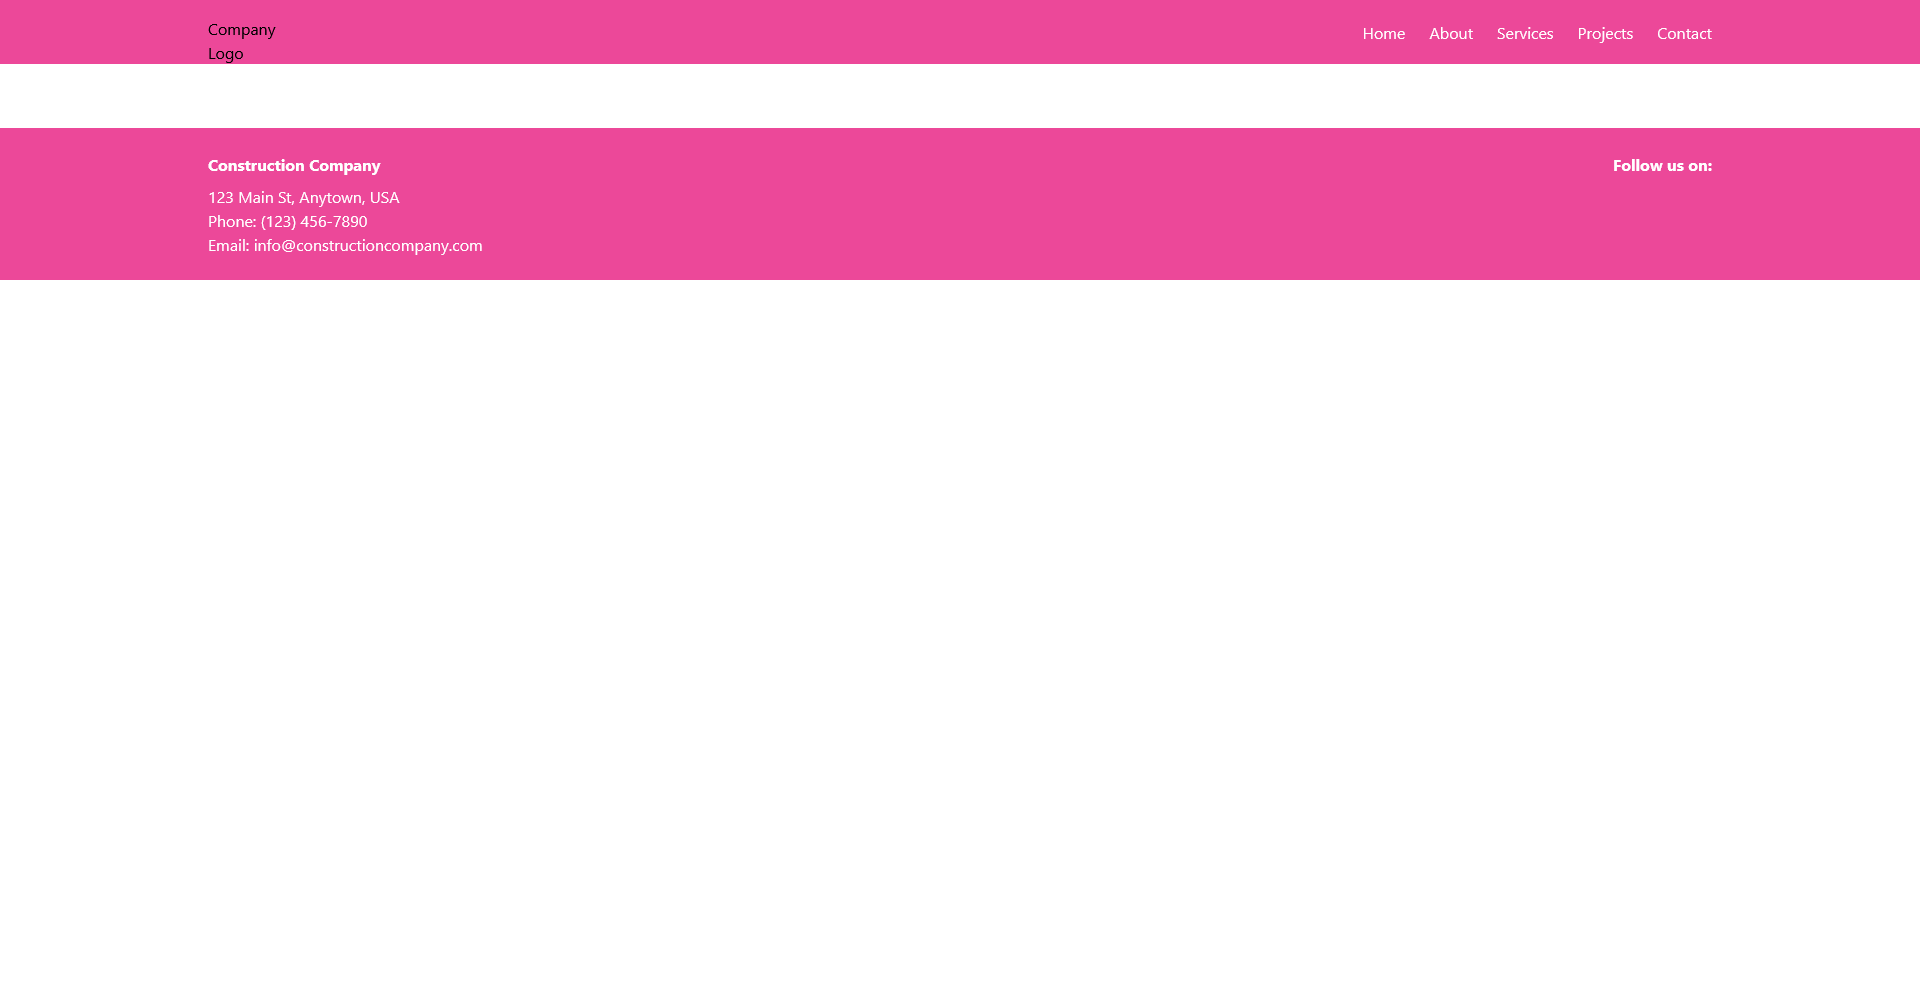 Company
Logo
Home About Services Projects Contact
Construction Company
Follow us on:
123 Main St, Anytown, USA
Phone: (123) 456-7890
Email: info@constructioncompany.com